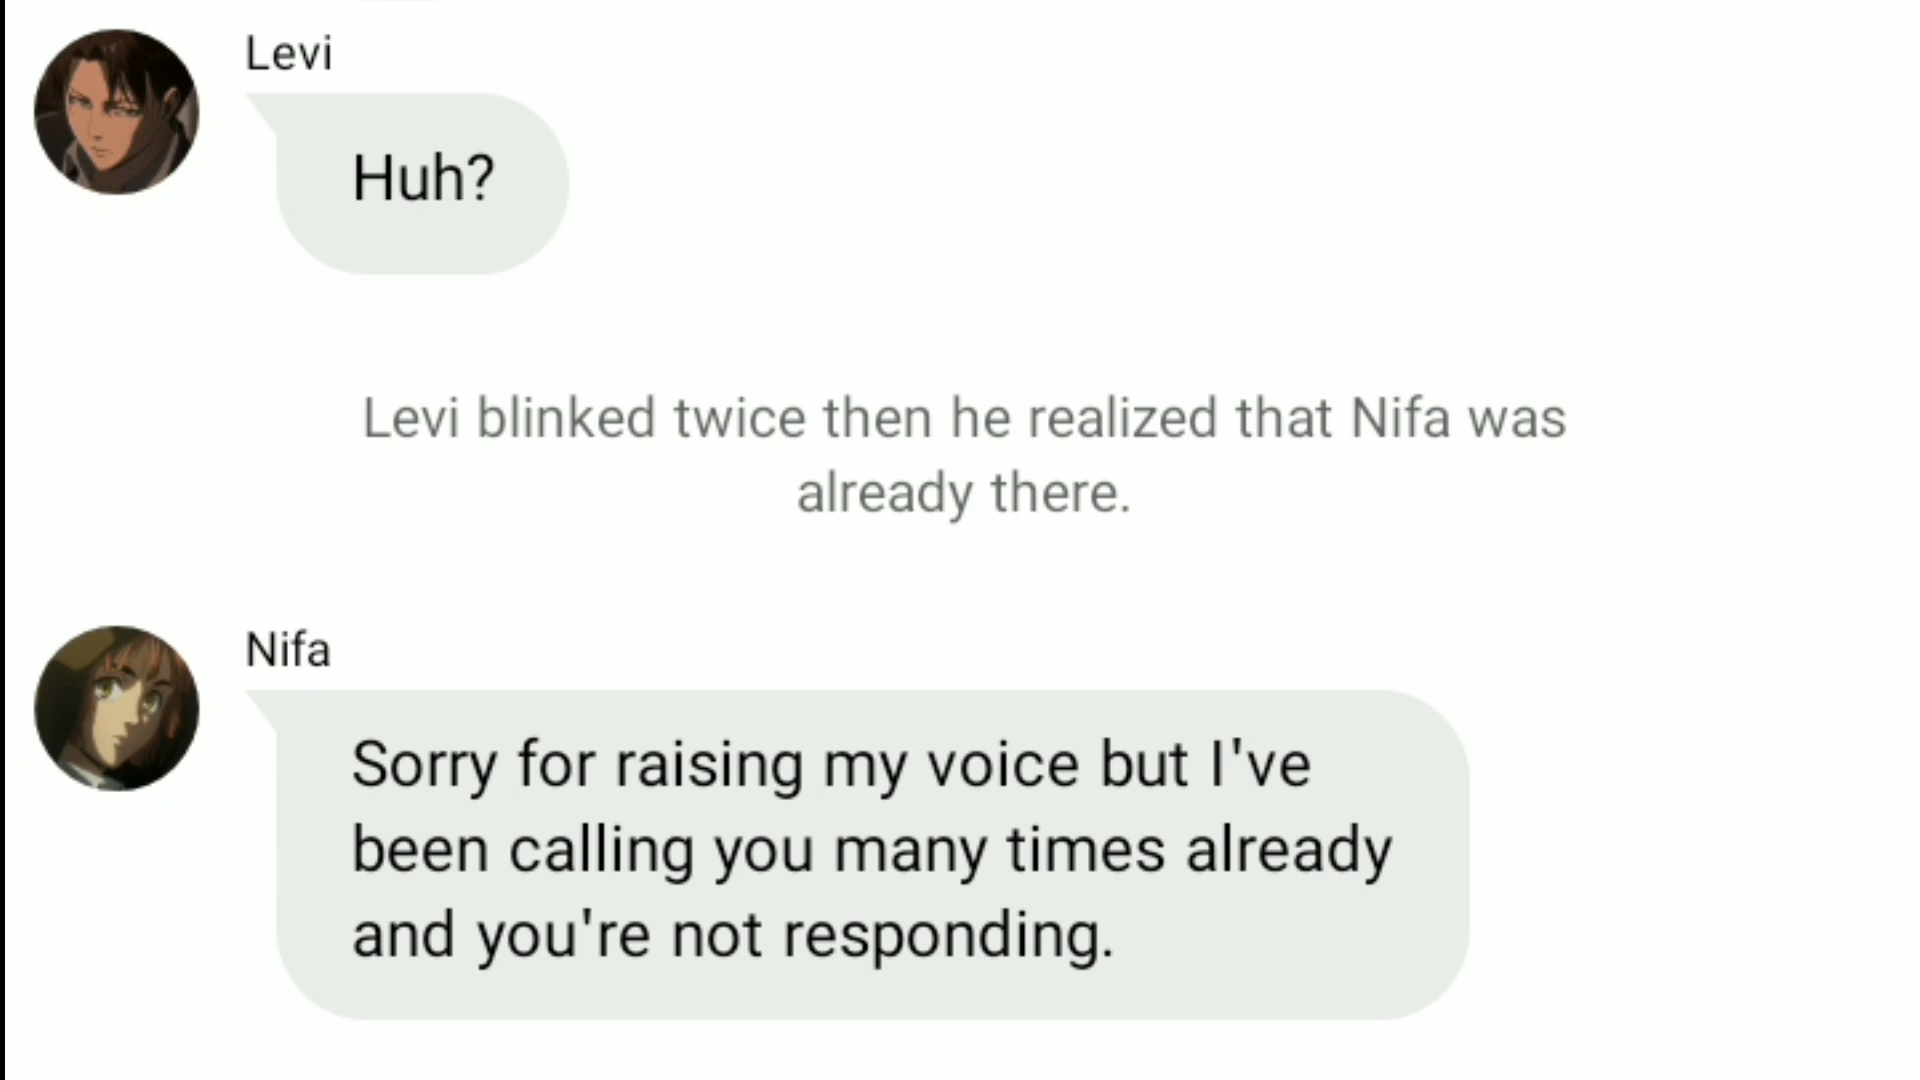 Levi
Huh?
Levi blinked twice then he realized that Nifa was
already there.
Nifa
Sorry for raising my voice but I've
been calling you many times already
and you're not responding.